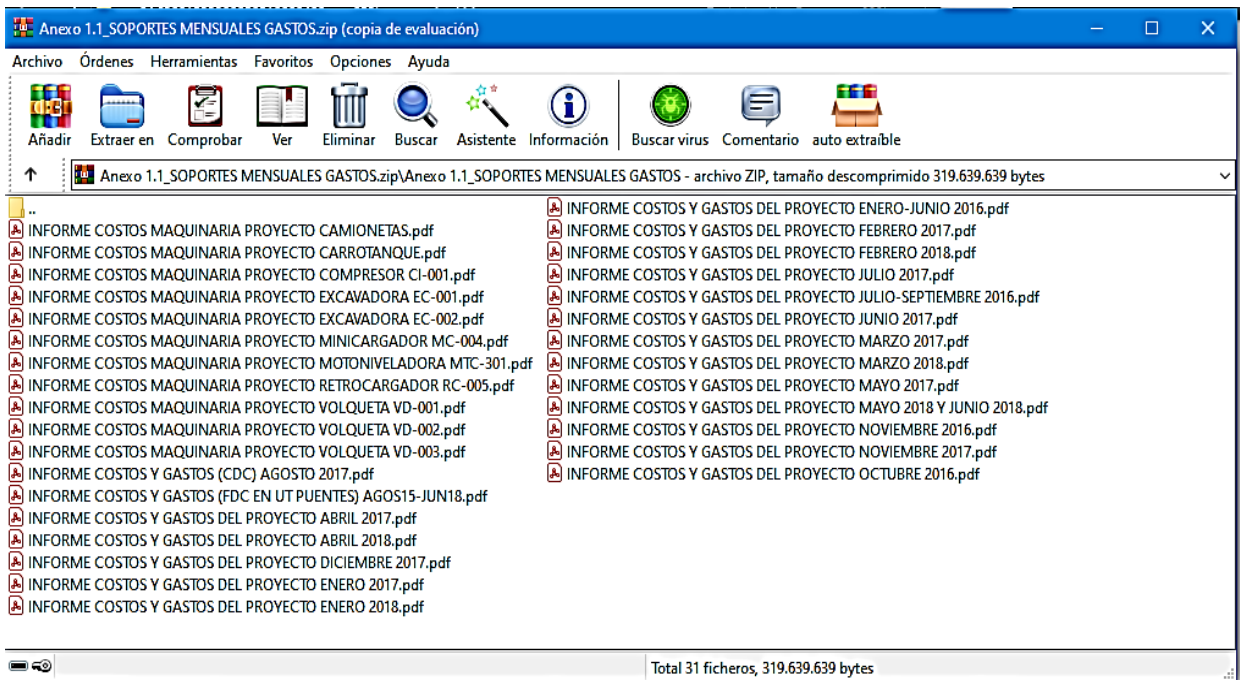 Anexo 1.1_SOPORTES MENSUALES GASTOS.zip (copia de evaluación)
Archivo Órdenes Herramientas Favoritos Opciones Ayuda
Añadir Extraer en Comprobar Ver Eliminar Buscar Asistente Información Buscar virus Comentario auto extraíble
Anexo 1.1_SOPORTES MENSUALES GASTOS.zip\Anexo 1.1_SOPORTES MENSUALES GASTOS - archivo ZIP, tamaño descomprimido 319.639.639 bytes
..
INFORME COSTOS MAQUINARIA PROYECTO CAMIONETAS.pdf
INFORME COSTOS MAQUINARIA PROYECTO CARROTANQUE.pdf
INFORME COSTOS MAQUINARIA PROYECTO COMPRESOR CI-001.pdf
INFORME COSTOS MAQUINARIA PROYECTO EXCAVADORA EC-001.pdf
INFORME COSTOS MAQUINARIA PROYECTO EXCAVADORA EC-002.pdf
INFORME COSTOS MAQUINARIA PROYECTO MINICARGADOR MC-004.pdf
INFORME COSTOS MAQUINARIA PROYECTO MOTONIVELADORA MTC-301.pdf
INFORME COSTOS MAQUINARIA PROYECTO RETROCARGADOR RC-005.pdf
INFORME COSTOS MAQUINARIA PROYECTO VOLQUETA VD-001.pdf
INFORME COSTOS MAQUINARIA PROYECTO VOLQUETA VD-002.pdf
INFORME COSTOS MAQUINARIA PROYECTO VOLQUETA VD-003.pdf
INFORME COSTOS Y GASTOS (CDC) AGOSTO 2017.pdf
INFORME COSTOS Y GASTOS (FDC EN UT PUENTES) AGOS15-JUN18.pdf
INFORME COSTOS Y GASTOS DEL PROYECTO ABRIL 2017.pdf
INFORME COSTOS Y GASTOS DEL PROYECTO ABRIL 2018.pdf
INFORME COSTOS Y GASTOS DEL PROYECTO DICIEMBRE 2017.pdf
INFORME COSTOS Y GASTOS DEL PROYECTO ENERO 2017.pdf
INFORME COSTOS Y GASTOS DEL PROYECTO ENERO 2018.pdf
INFORME COSTOS Y GASTOS DEL PROYECTO ENERO-JUNIO 2016.pdf
INFORME COSTOS Y GASTOS DEL PROYECTO FEBRERO 2017.pdf
INFORME COSTOS Y GASTOS DEL PROYECTO FEBRERO 2018.pdf
INFORME COSTOS Y GASTOS DEL PROYECTO JULIO 2017.pdf
INFORME COSTOS Y GASTOS DEL PROYECTO JULIO-SEPTIEMBRE 2016.pdf
INFORME COSTOS Y GASTOS DEL PROYECTO JUNIO 2017.pdf
INFORME COSTOS Y GASTOS DEL PROYECTO MARZO 2017.pdf
INFORME COSTOS Y GASTOS DEL PROYECTO MARZO 2018.pdf
INFORME COSTOS Y GASTOS DEL PROYECTO MAYO 2017.pdf
INFORME COSTOS Y GASTOS DEL PROYECTO MAYO 2018 Y JUNIO 2018.pdf
INFORME COSTOS Y GASTOS DEL PROYECTO NOVIEMBRE 2016.pdf
INFORME COSTOS Y GASTOS DEL PROYECTO NOVIEMBRE 2017.pdf
INFORME COSTOS Y GASTOS DEL PROYECTO OCTUBRE 2016.pdf
Total 31 ficheros, 319.639.639 bytes